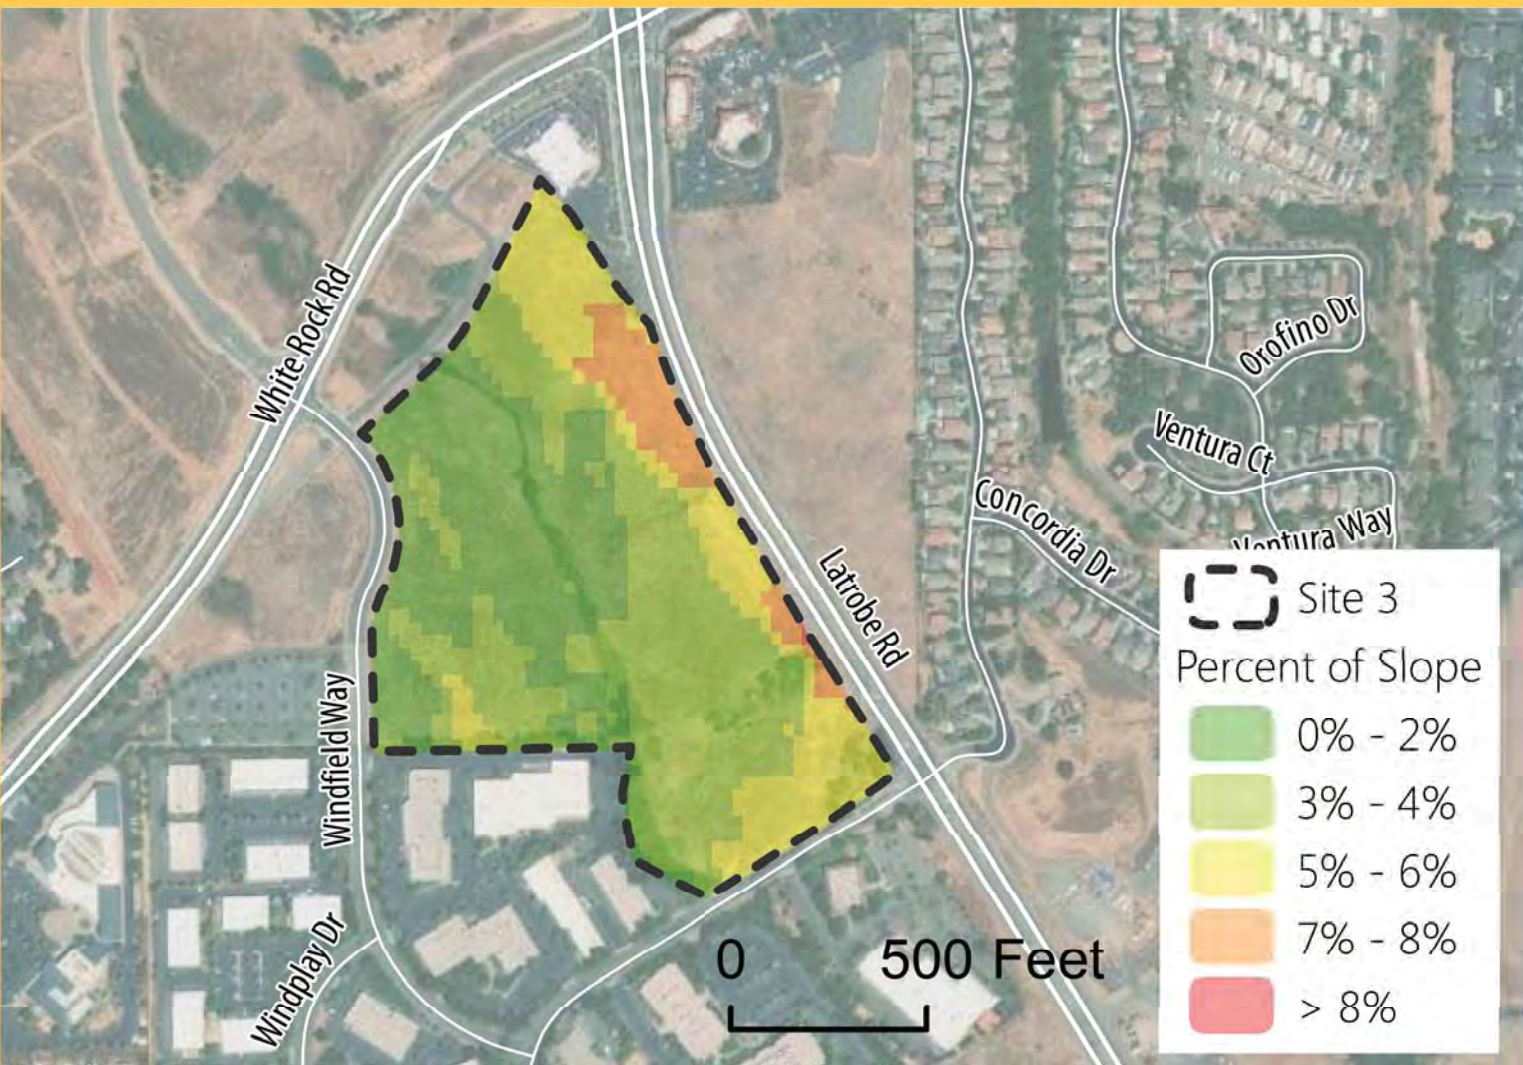 White Rock Rd
Orofino Dr
Ventura Ct
Concordia Dr
Ventura Way
Latrobe Rd
Windfield Way
Windplay Dr
0 500 Feet
Site 3
Percent of Slope
0% - 2%
3% - 4%
5% - 6%
7% - 8%
> 8%